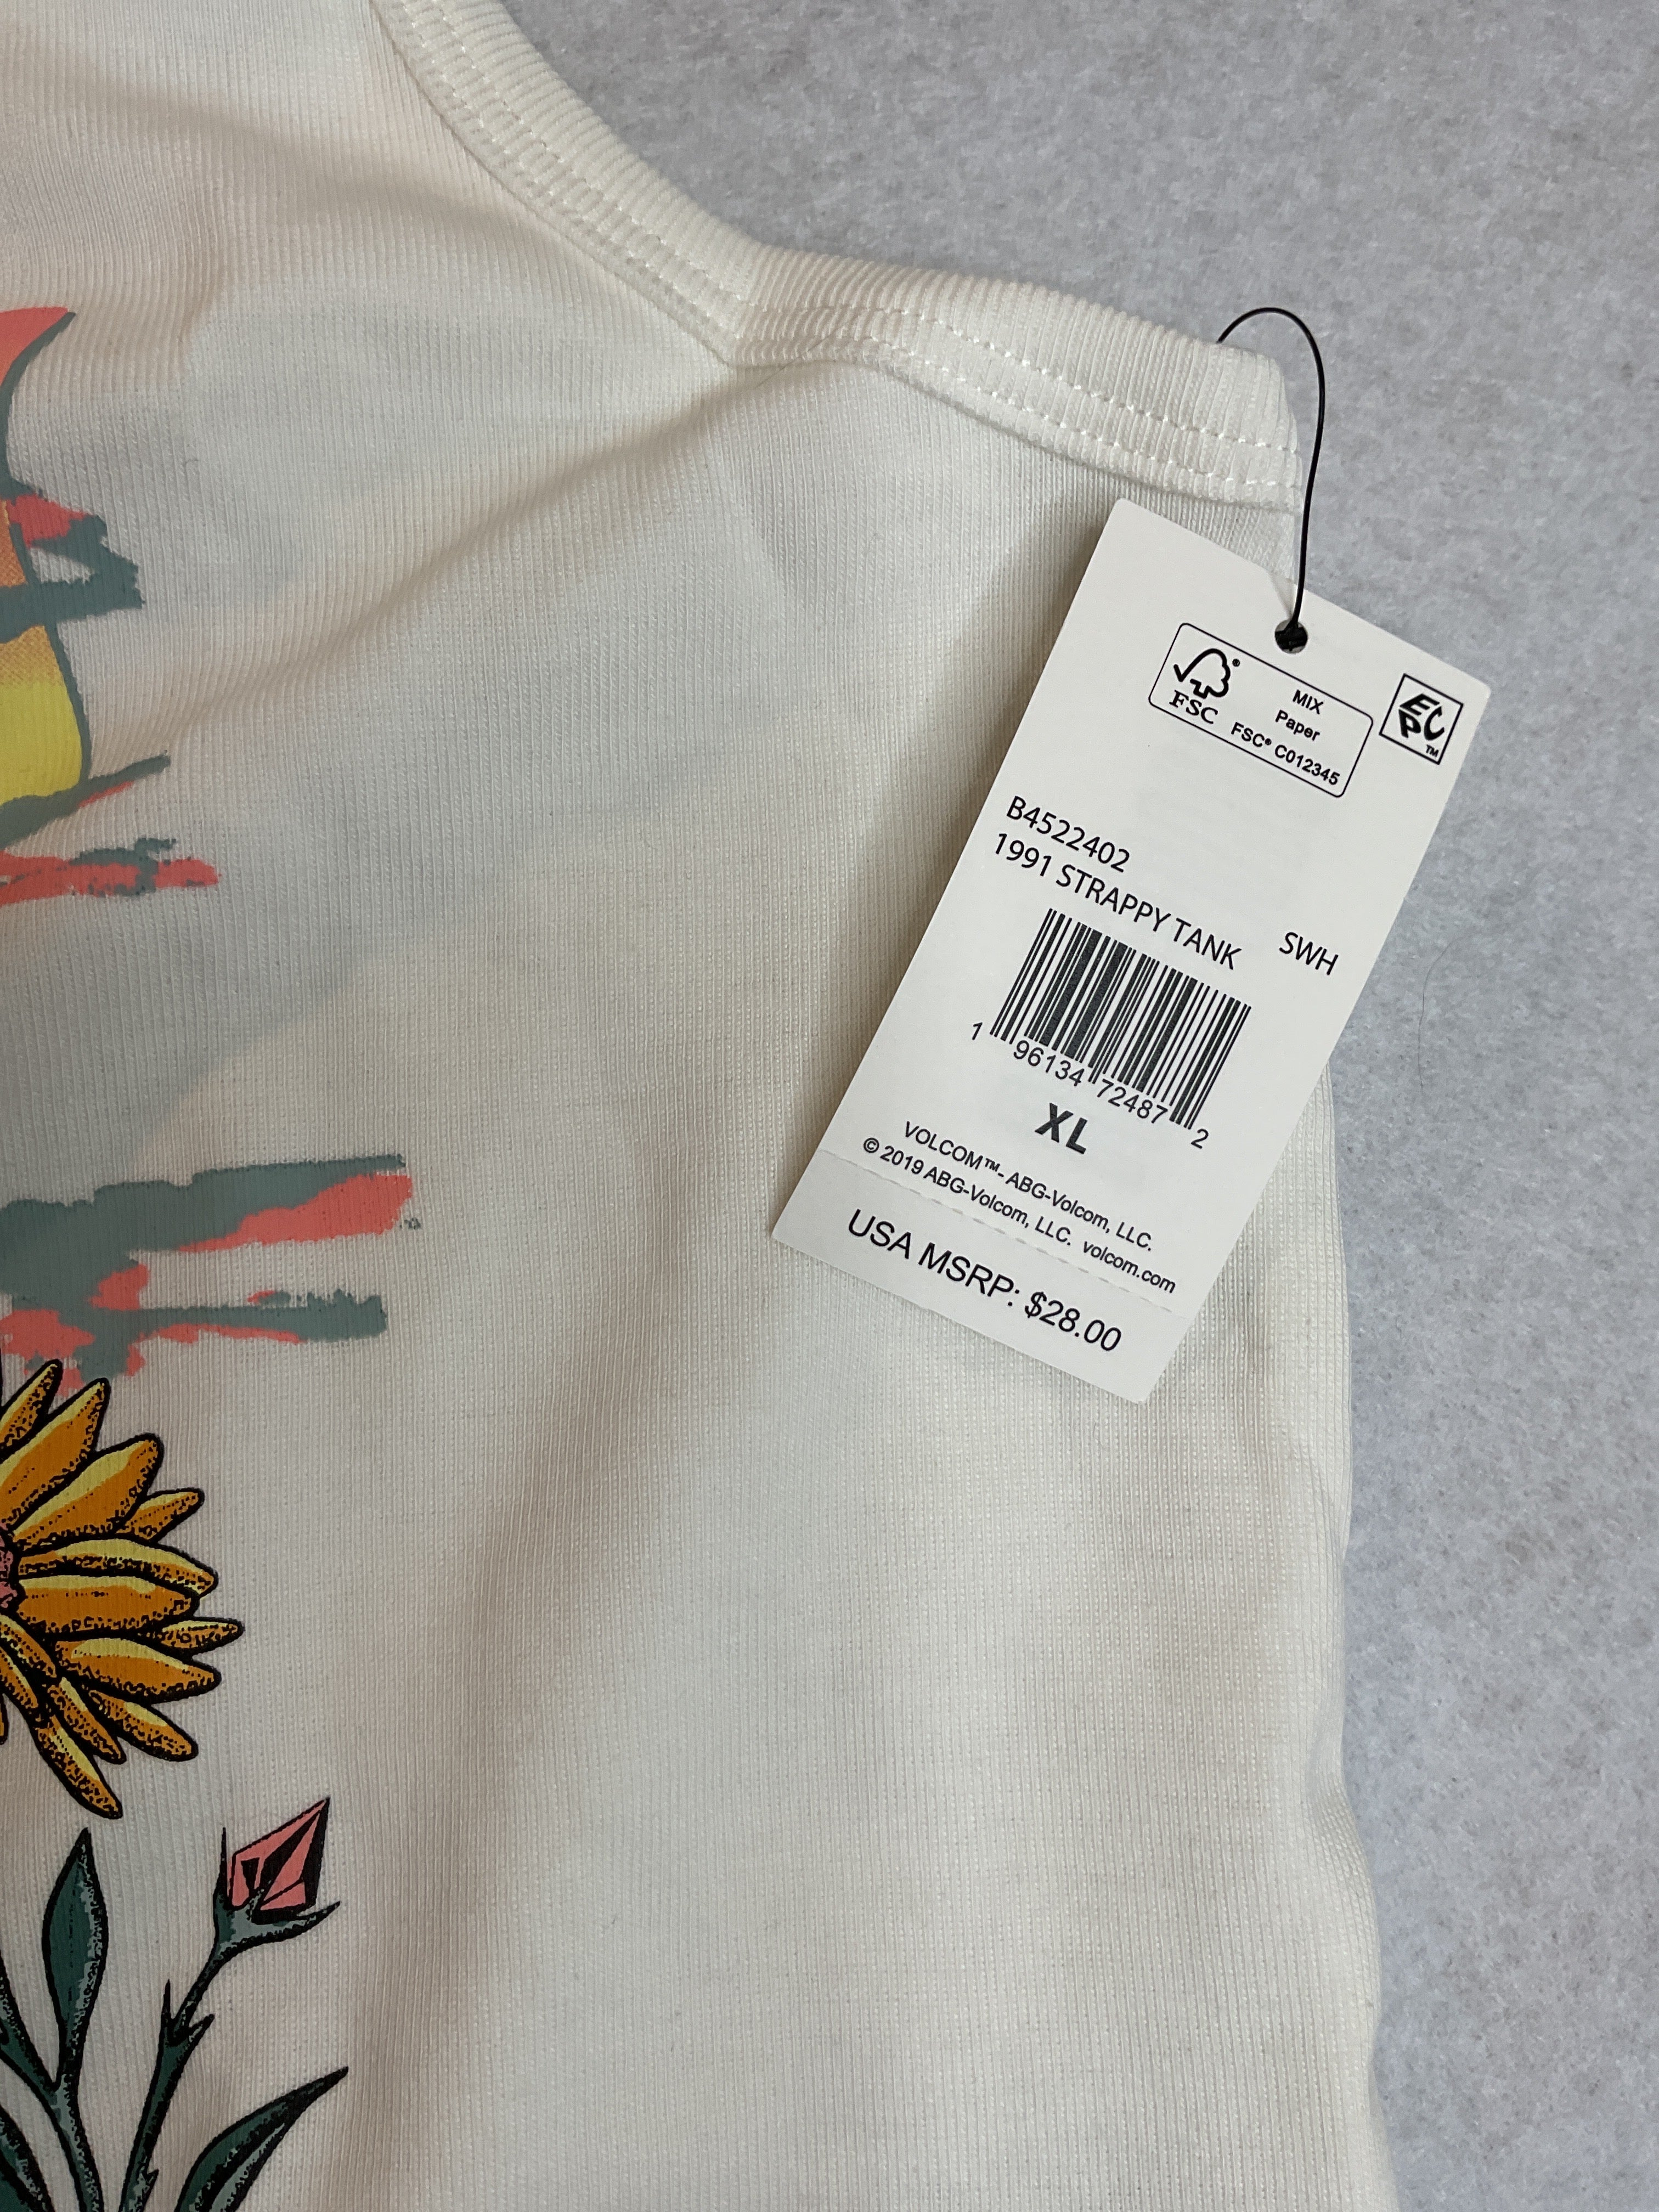 FSC®
MIX
Paper
FSC® C012345
EPC™
B4522402
1991 STRAPPY TANK SWH
1 96134 72487 2
XL
VOLCOM™- ABG-Volcom, LLC.
© 2019 ABG-Volcom, LLC. volcom.com
USA MSRP: $28.00